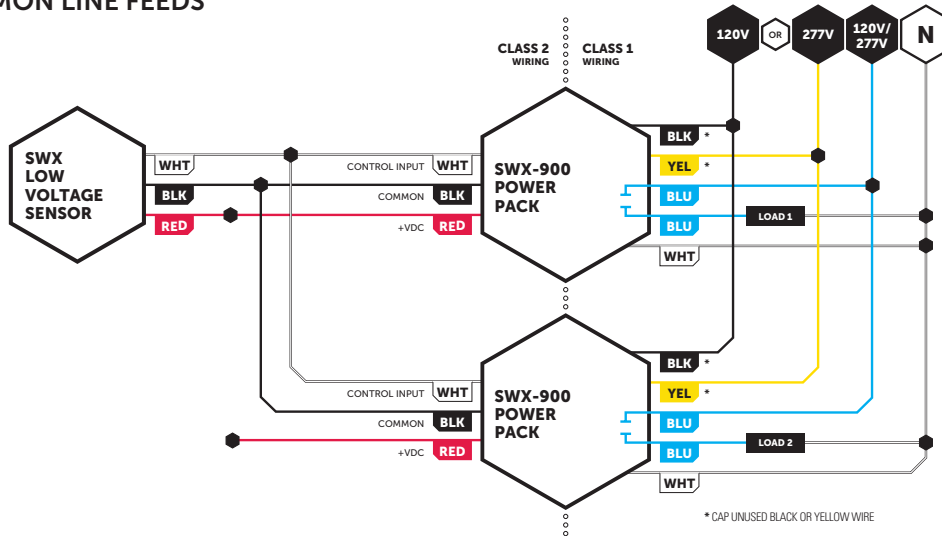 MON LINE FEEDS
CLASS 2
WIRING
CLASS 1
WIRING
120V
OR
277V
120V/
277V
N
SWX
LOW
VOLTAGE
SENSOR
WHT
BLK
RED
CONTROL INPUT
WHT
COMMON
BLK
+VDC
RED
SWX-900
POWER
PACK
BLK *
YEL *
BLU
BLU
LOAD 1
WHT
CONTROL INPUT
WHT
COMMON
BLK
+VDC
RED
SWX-900
POWER
PACK
BLK *
YEL *
BLU
BLU
LOAD 2
WHT
* CAP UNUSED BLACK OR YELLOW WIRE